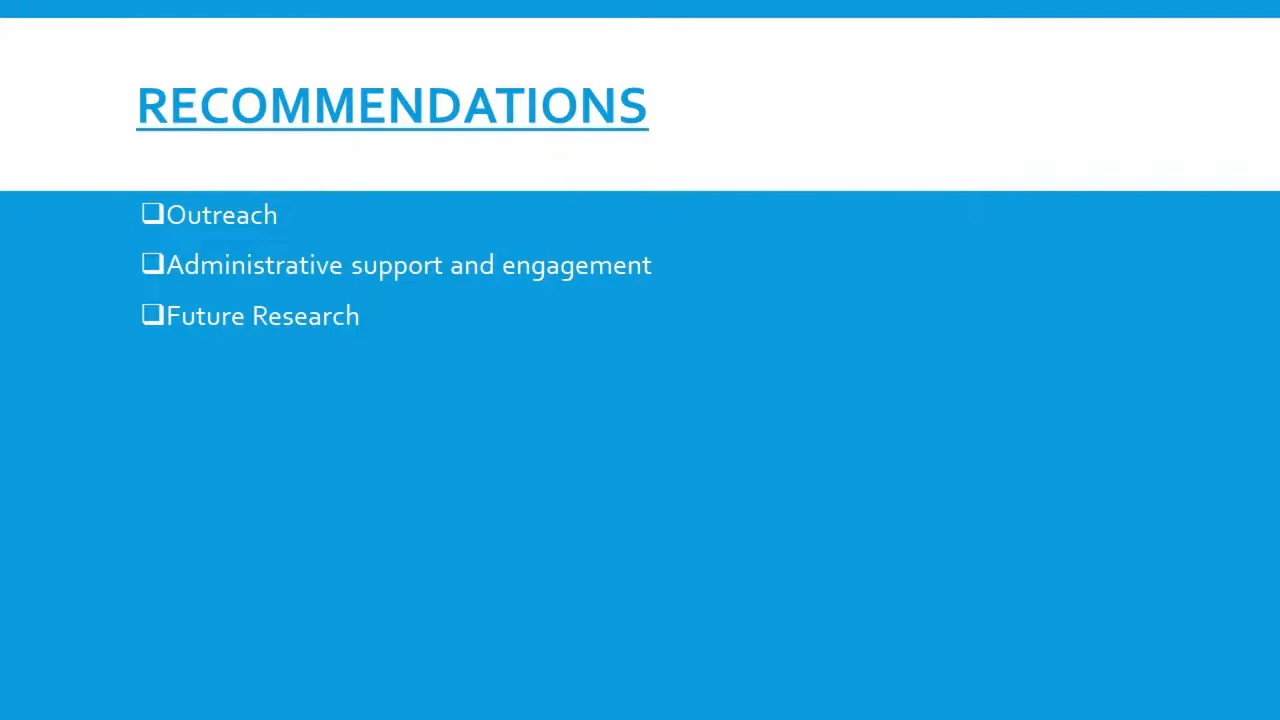 RECOMMENDATIONS
❑Outreach
❑Administrative support and engagement
❑Future Research